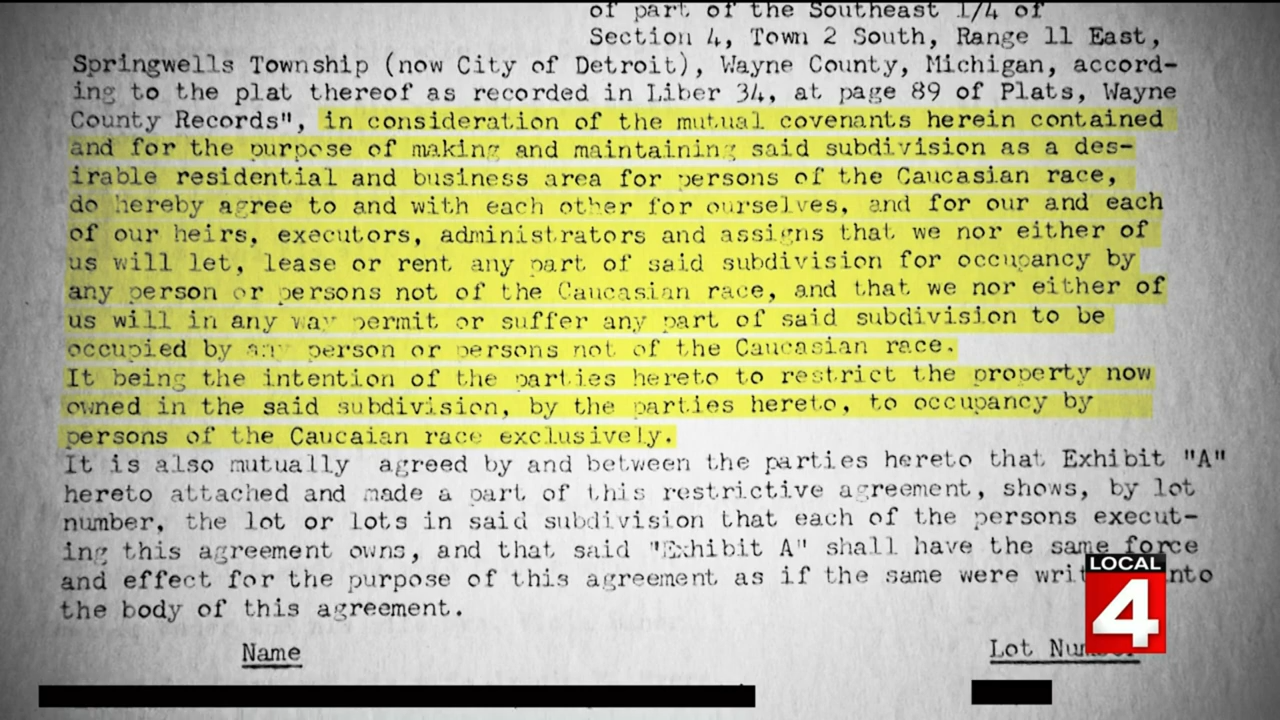 of part of the Southeast 1/4 of
Section 4, Town 2 South, Range 11 East,
Springwells Township (now City of Detroit), Wayne County, Michigan, accord-
ing to the plat thereof as recorded in Liber 34, at page 89 of Plats, Wayne
County Records", in consideration of the mutual covenants herein contained
and for the purpose of making and maintaining said subdivision as a des-
irable residential and business area for persons of the Caucasian race,
do hereby agree to and with each other for ourselves, and for our and each
of our heirs, executors, administrators and assigns that we nor either of
us will let, lease or rent any part of said subdivision for occupancy by
any person or persons not of the Caucasian race, and that we nor either of
us will in any way permit or suffer any part of said subdivision to be
occupied by any person or persons not of the Caucasian race.
It being the intention of the parties hereto to restrict the property now
owned in the said subdivision, by the parties hereto, to occupancy by
persons of the Caucaian race exclusively.
It is also mutually agreed by and between the parties hereto that Exhibit "A"
hereto attached and made a part of this restrictive agreement, shows, by lot
number, the lot or lots in said subdivision that each of the persons execut-
ing this agreement owns, and that said "Exhibit A" shall have the same force
and effect for the purpose of this agreement as if the same were
the body of this agreement.
Name
Lot
LOCAL
4